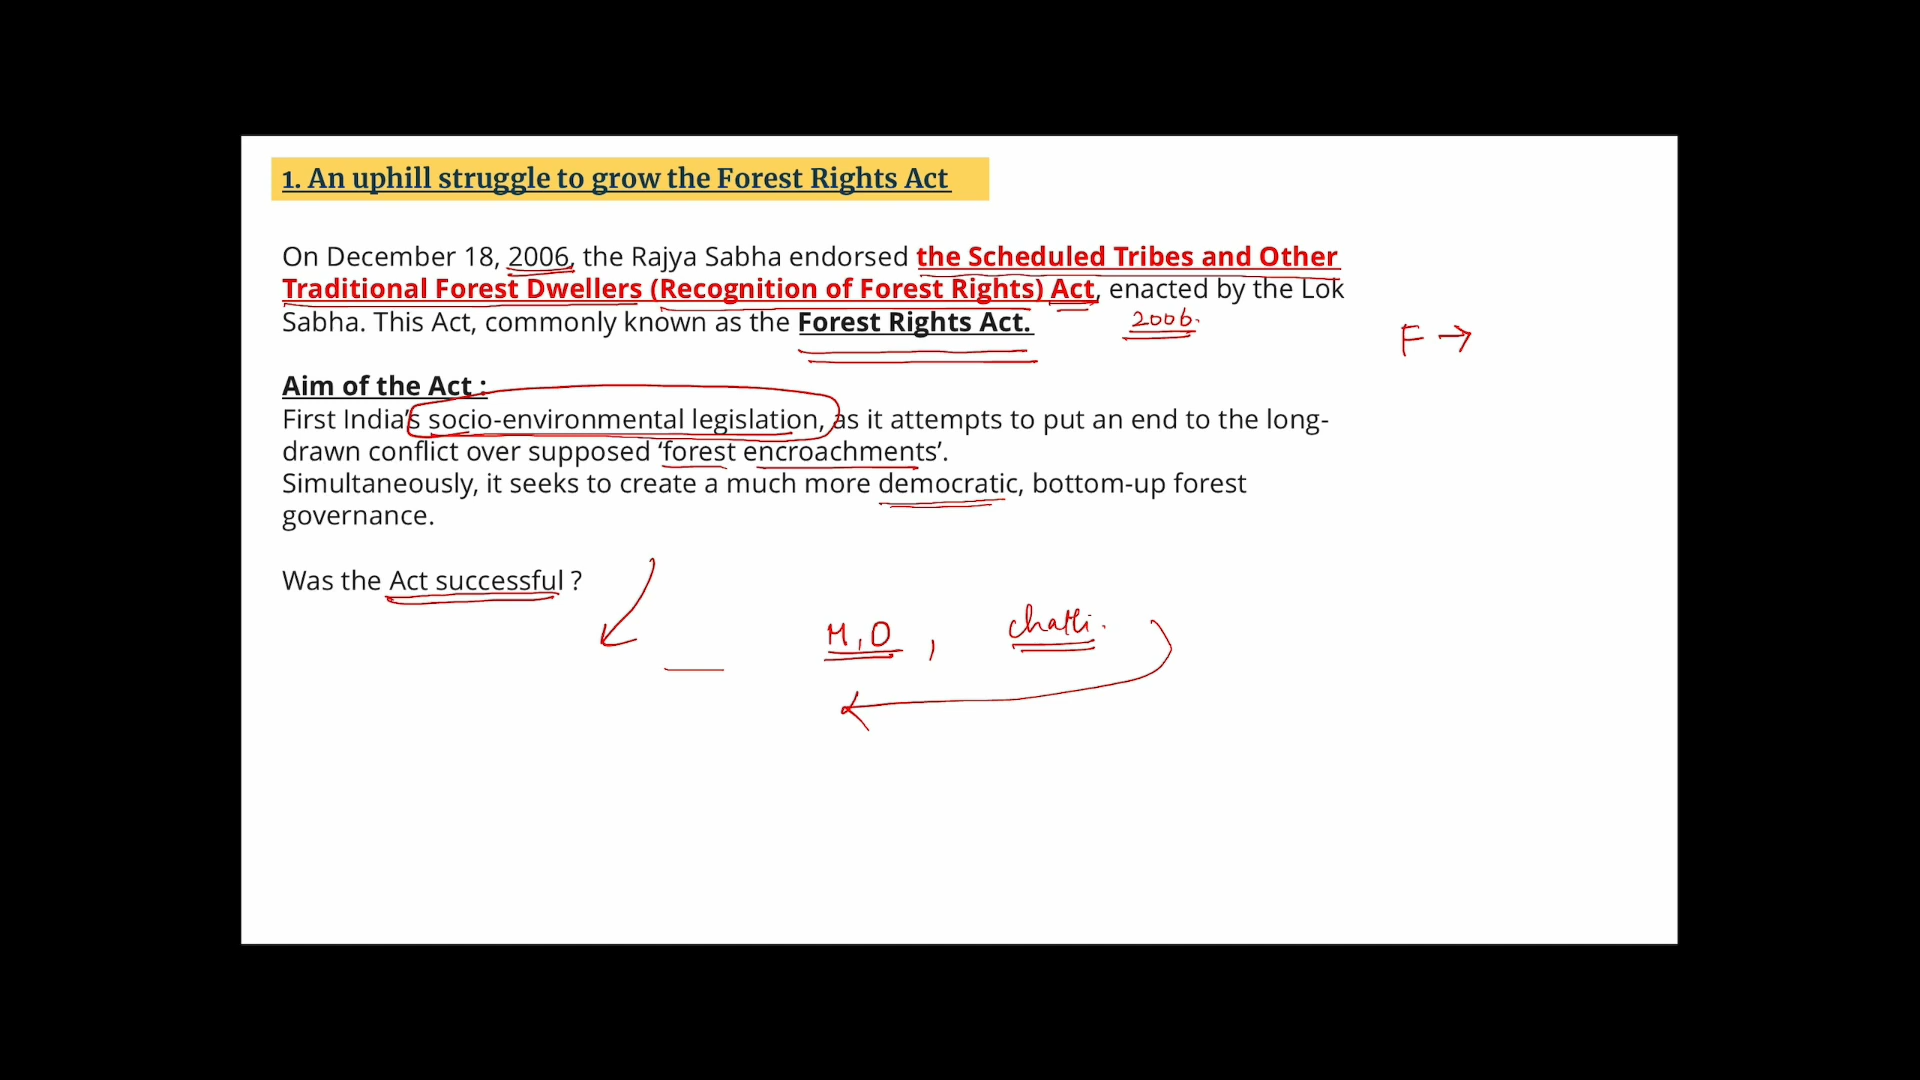 1. An uphill struggle to grow the Forest Rights Act
On December 18, 2006, the Rajya Sabha endorsed the Scheduled Tribes and Other
Traditional Forest Dwellers (Recognition of Forest Rights) Act, enacted by the Lok
Sabha. This Act, commonly known as the Forest Rights Act.
2006.
F →
Aim of the Act :
First India's socio-environmental legislation, as it attempts to put an end to the long-
drawn conflict over supposed ‘forest encroachments’.
Simultaneously, it seeks to create a much more democratic, bottom-up forest
governance.
Was the Act successful ?
M, O ,